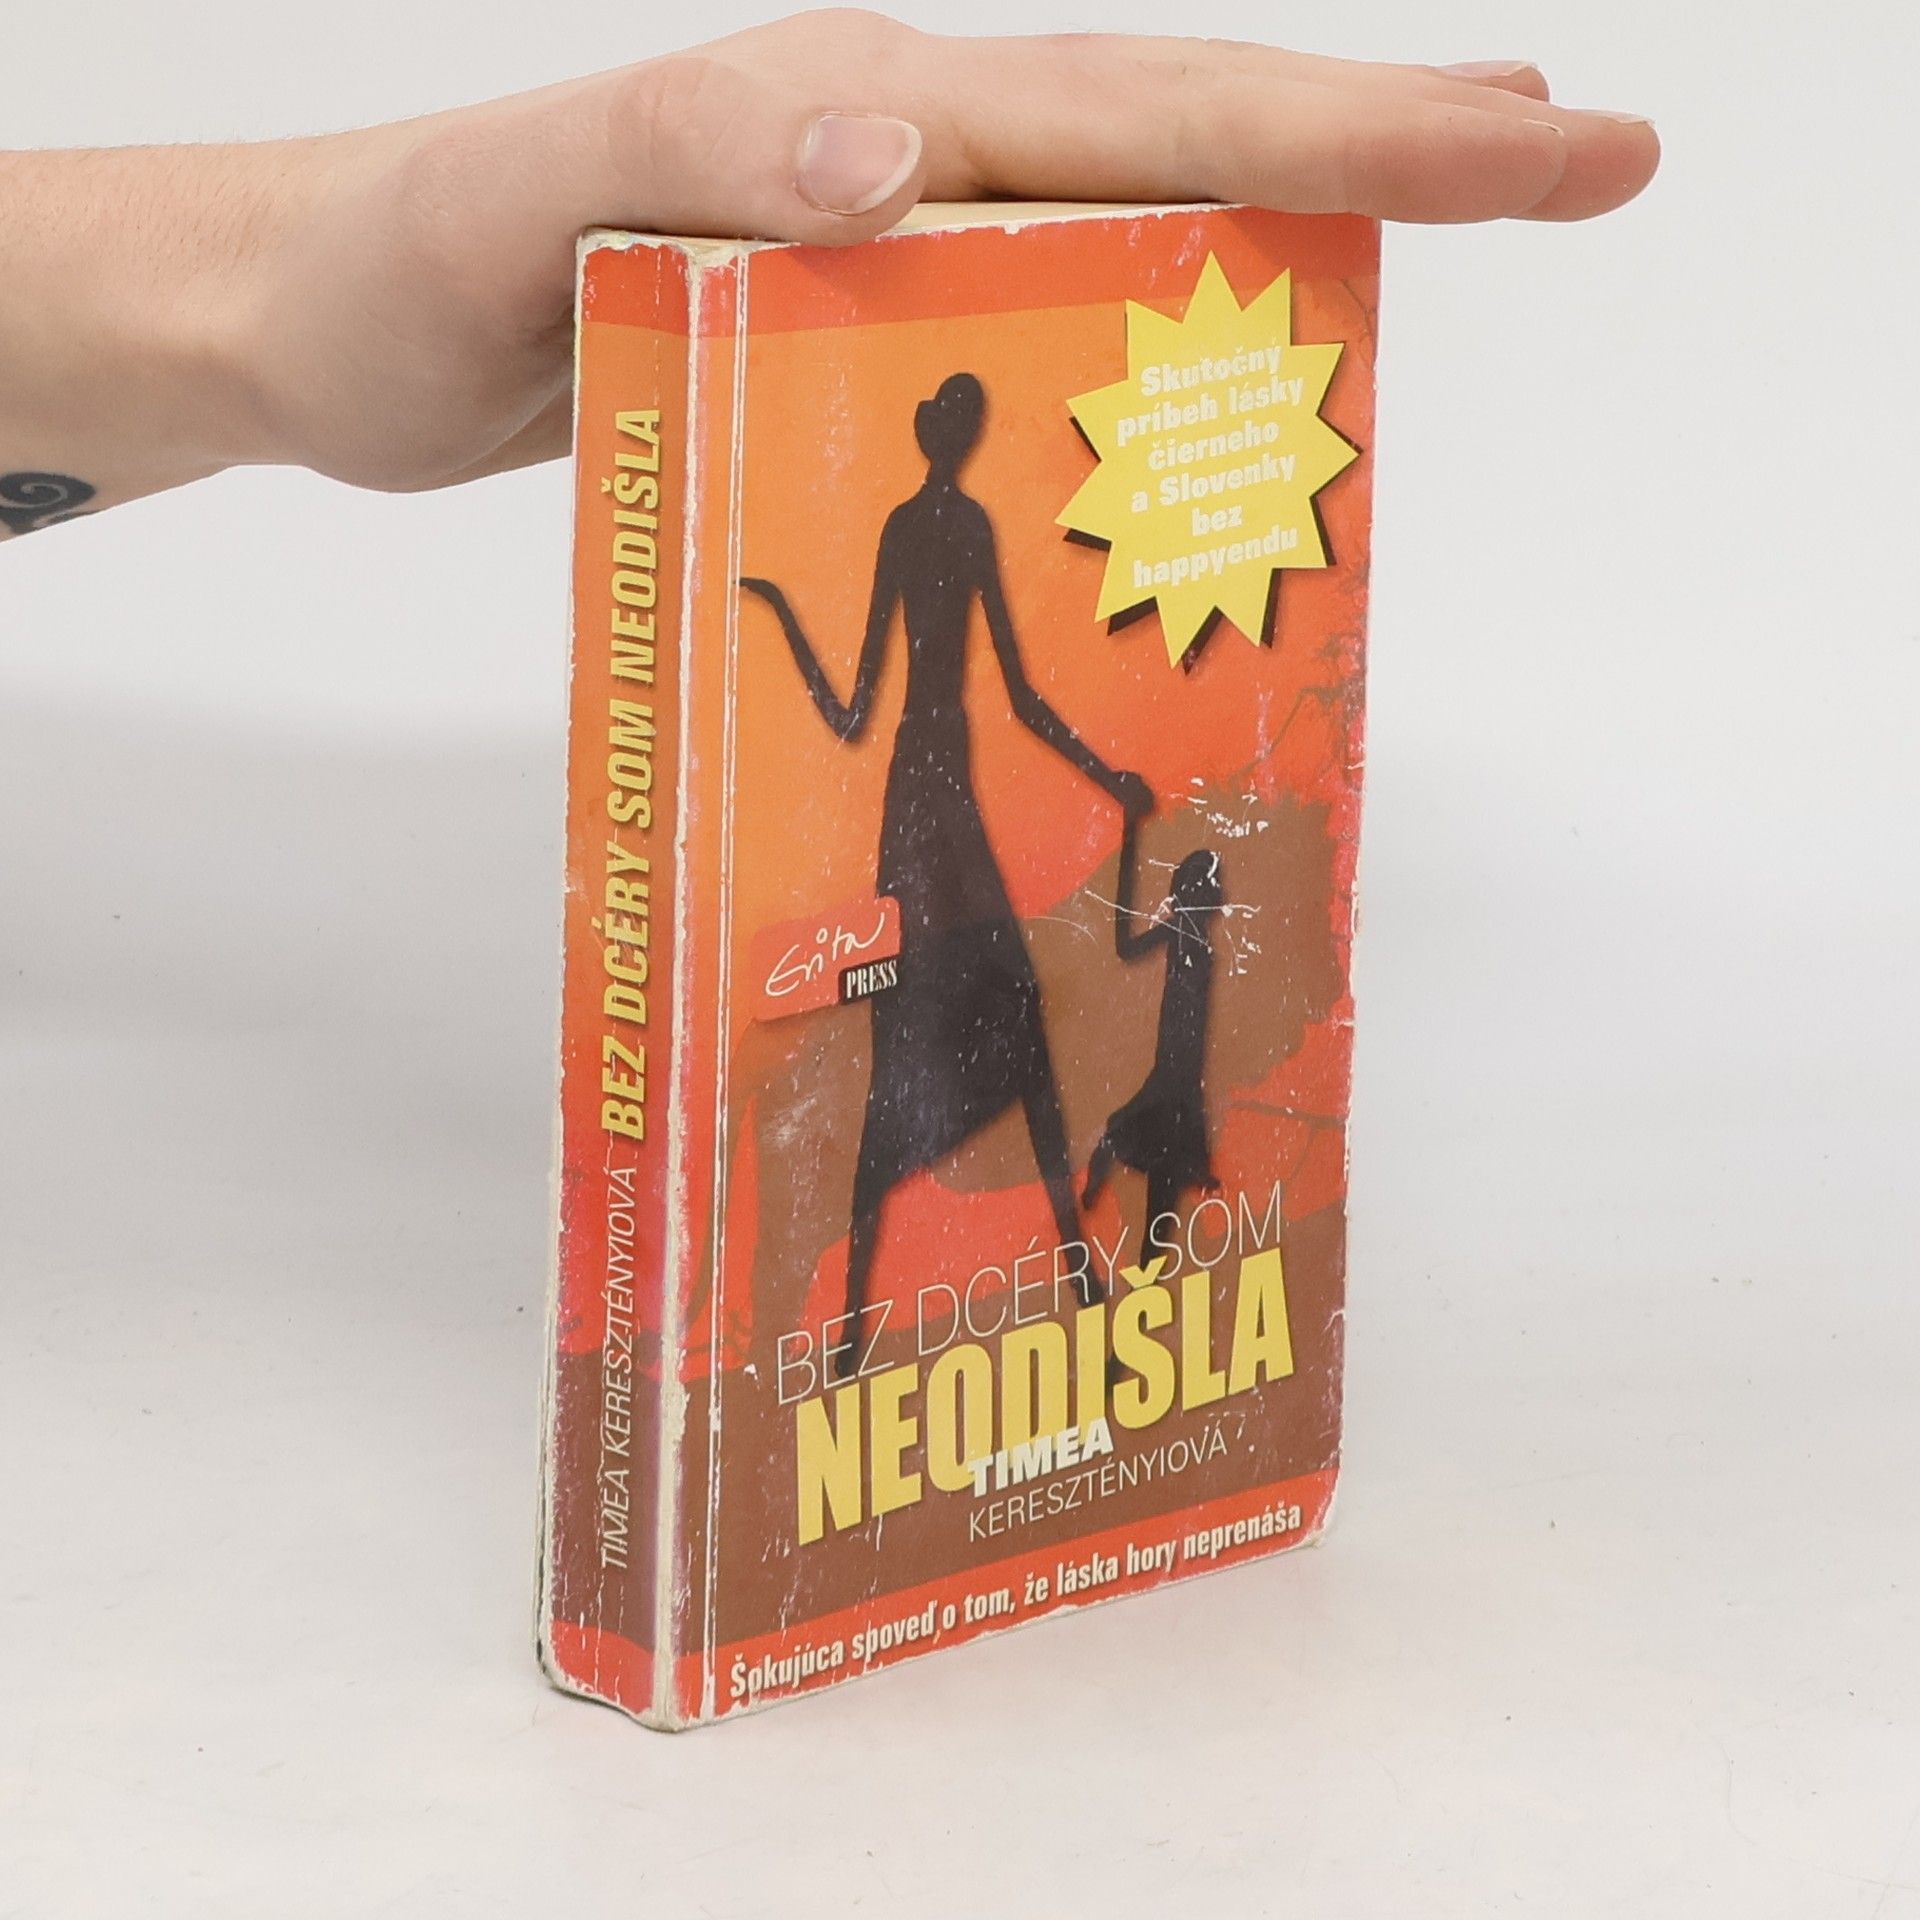 BEZ DCÉRY SOM NEODIŠLA
TIMEA KERESZTÉNYIOVÁ
Skutočný
príbeh lásky
čierneho
a Slovenky
bez
happyendu
Evita
PRESS
BEZ DCÉRY SOM
NEODIŠLA
TIMEA
KERESZTÉNYIOVÁ
Šokujúca spoveď o tom, že láska hory neprenáša